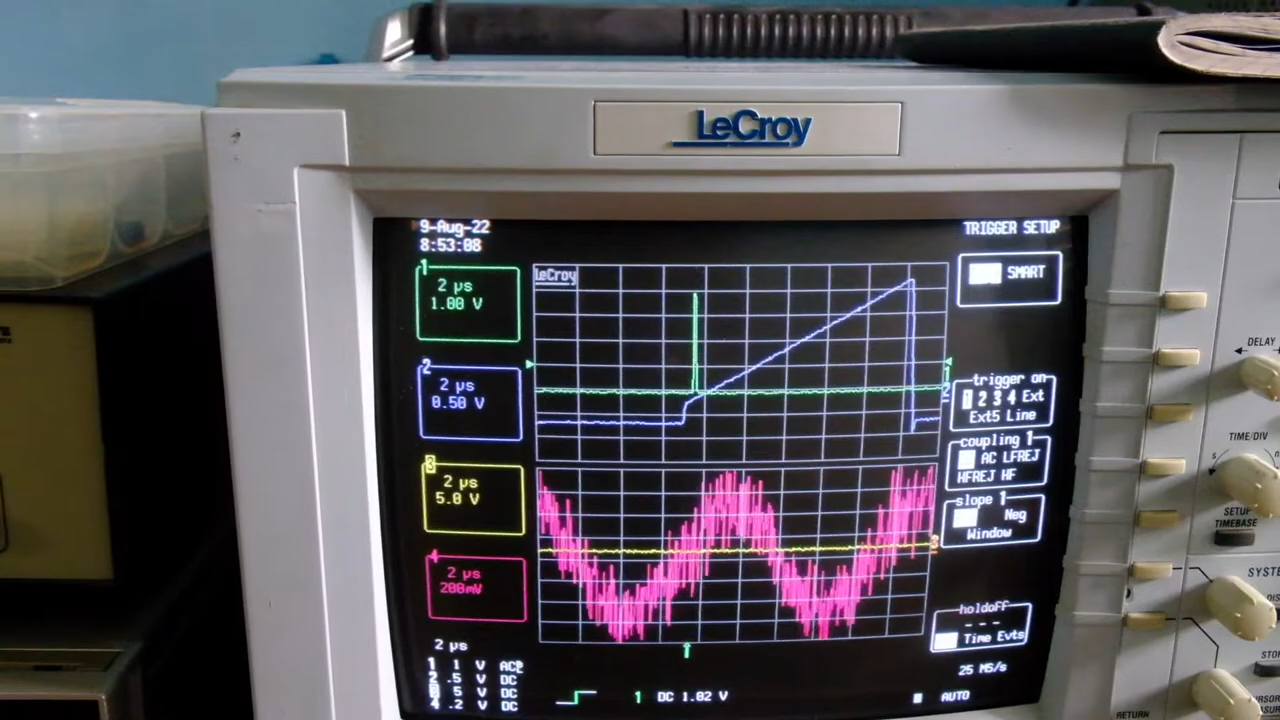 LeCroy
9-Aug-22
8:53:08
TRIGGER SETUP
LeCroy
1
2 µs
1.00 V
SMART
2
2 µs
0.50 V
trigger on
1 2 3 4 Ext
Ext5 Line
3
2 µs
5.0 V
coupling 1
AC LFREJ
HFREJ HF
slope 1
Neg
Window
4
2 µs
200mV
holdoff
---
Time Evts
2 µs
1 1 V
2 .5 V DC
5 V DC
4 .2 V DC
1 DC 1.82 V
25 MS/s
AUTO
DELAY
TIME/DIV
SETUP
TIMEBASE
RETURN